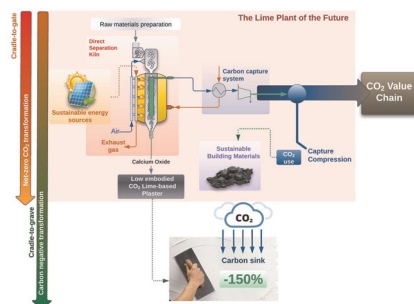 The Lime Plant of the Future
Raw materials preparation
Cradle-to-gate
Net-zero CO₂ transformation
Cradle-to-grave
Carbon negative transformation
Direct
Separation
Kiln
Carbon capture
system
Sustainable energy
sources
Air
Exhaust
gas
Calcium Oxide
Low embodied
CO₂ Lime-based
Plaster
Sustainable
Building Materials
CO₂
use
Capture
Compression
CO₂ Value
Chain
CO₂
Carbon sink
-150%